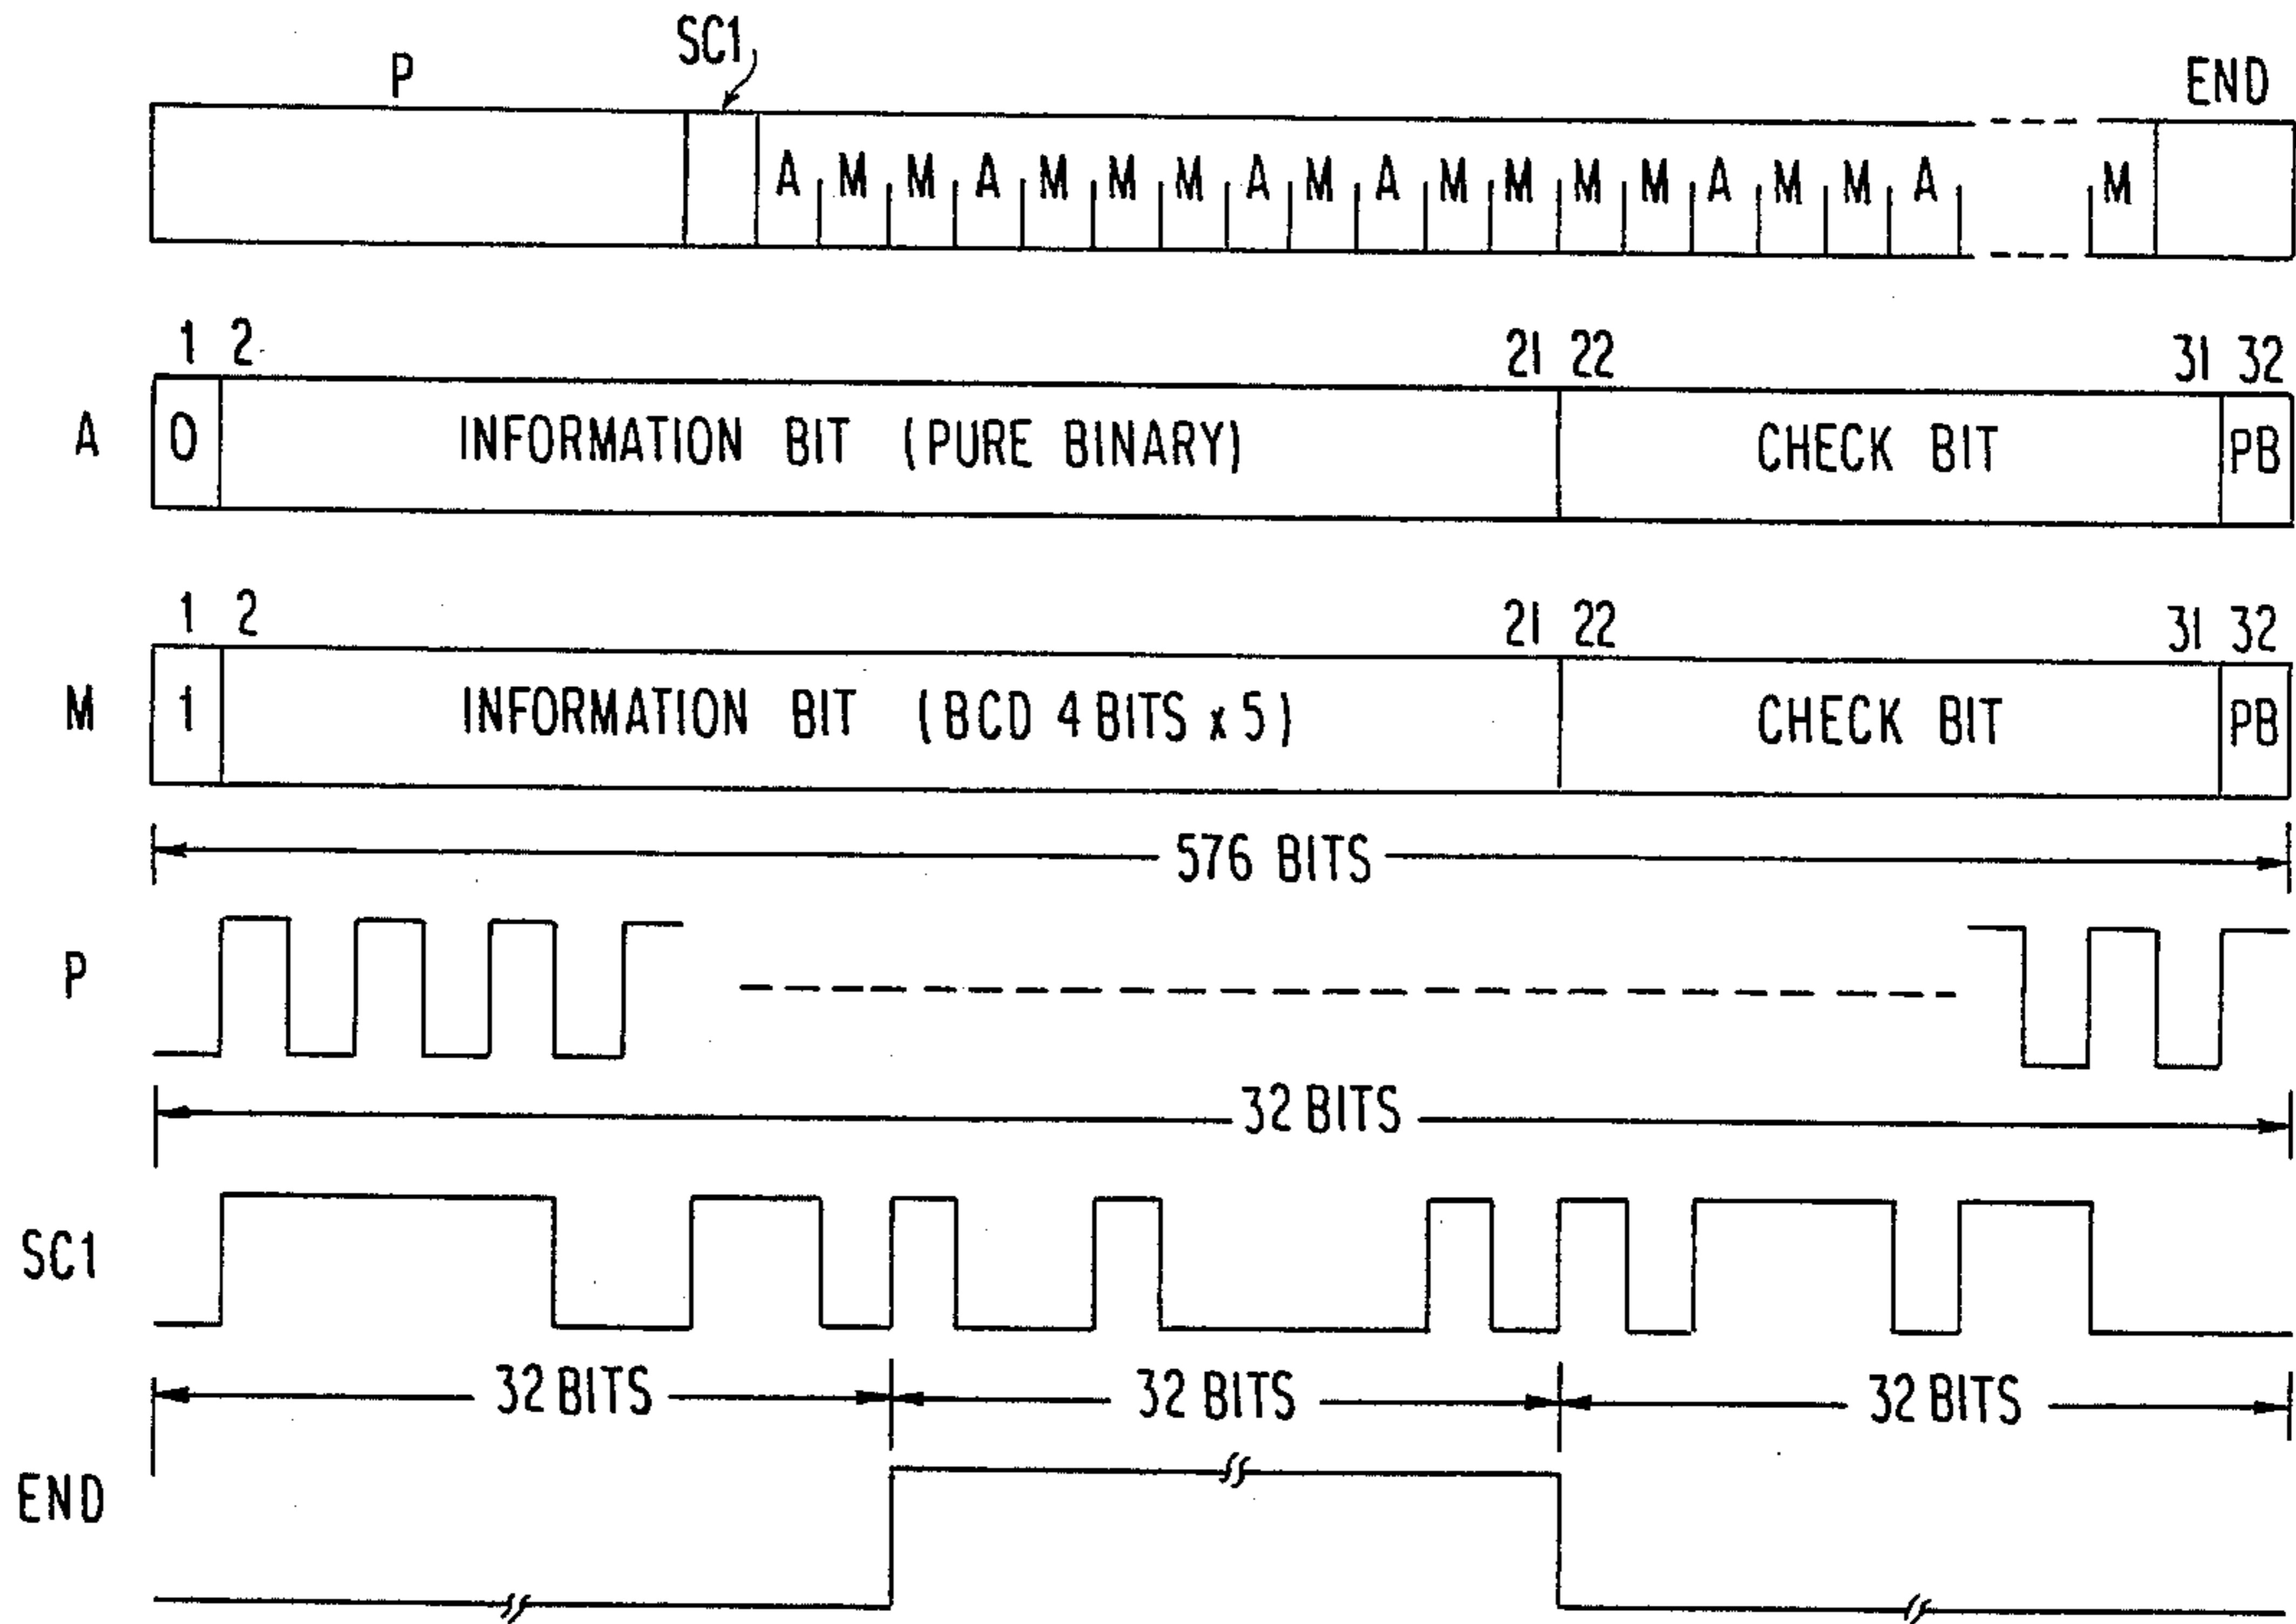 P SC1 END
A M M A M M M A M A M M M M A M M A M
1 2 21 22 31 32
A 0 INFORMATION BIT (PURE BINARY) CHECK BIT PB
1 2 21 22 31 32
M 1 INFORMATION BIT (BCD 4 BITS x 5) CHECK BIT PB
576 BITS
P
32 BITS
SC1
32 BITS 32 BITS 32 BITS
END